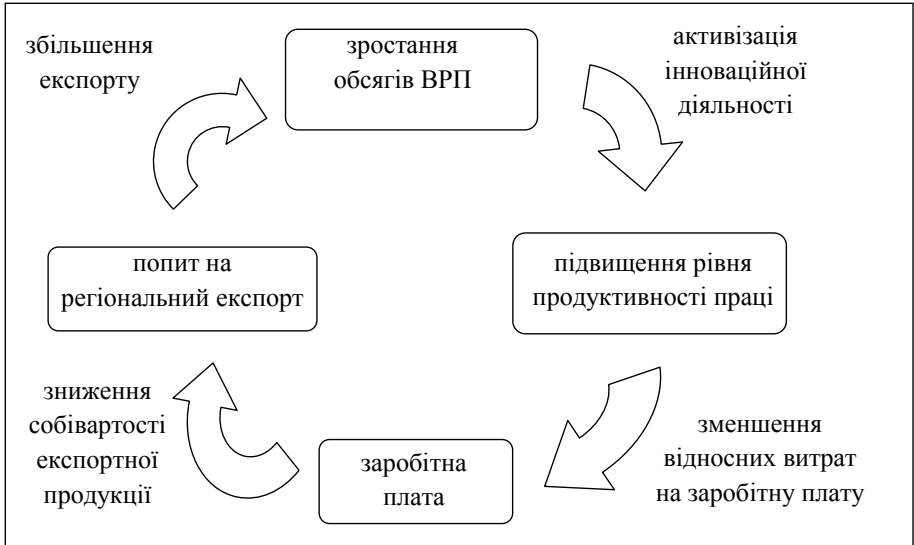 збільшення
експорту
зростання
обсягів ВРП
активізація
інноваційної
діяльності
попит на
регіональний експорт
підвищення рівня
продуктивності праці
зниження
собівартості
експортної
продукції
заробітна
плата
зменшення
відносних витрат
на заробітну плату